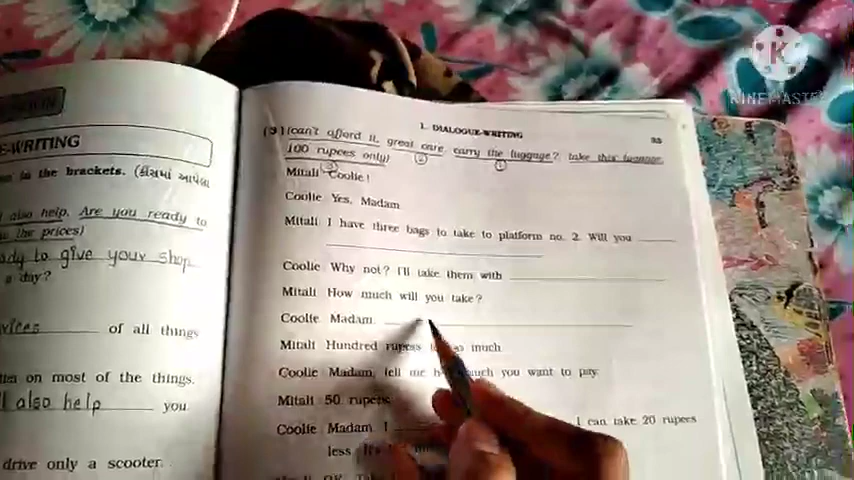 E-WRITING
in the brackets.
also help, Are you ready to
the prices)
ady to give your shop
a day?
vices of all things
on most of the things.
also help you
drive only a scooter.
1. DIALOGUE-WRITING
(3) (can't afford it, great care, carry the luggage? take this luggage,
100 rupees only)
Mitali Coolie!
Coolie Yes, Madam
Mitali I have three bags to take to platform no. 2. Will you
Coolie Why not? I'll take them with
Mitali How much will you take?
Coolie Madam,
Mitali Hundred rupess much
Coolie Madam, tell me much you want to pay
Mitali 50 rupees
Coolie Madam. I I can take 20 rupees
less.
KINEMASTER